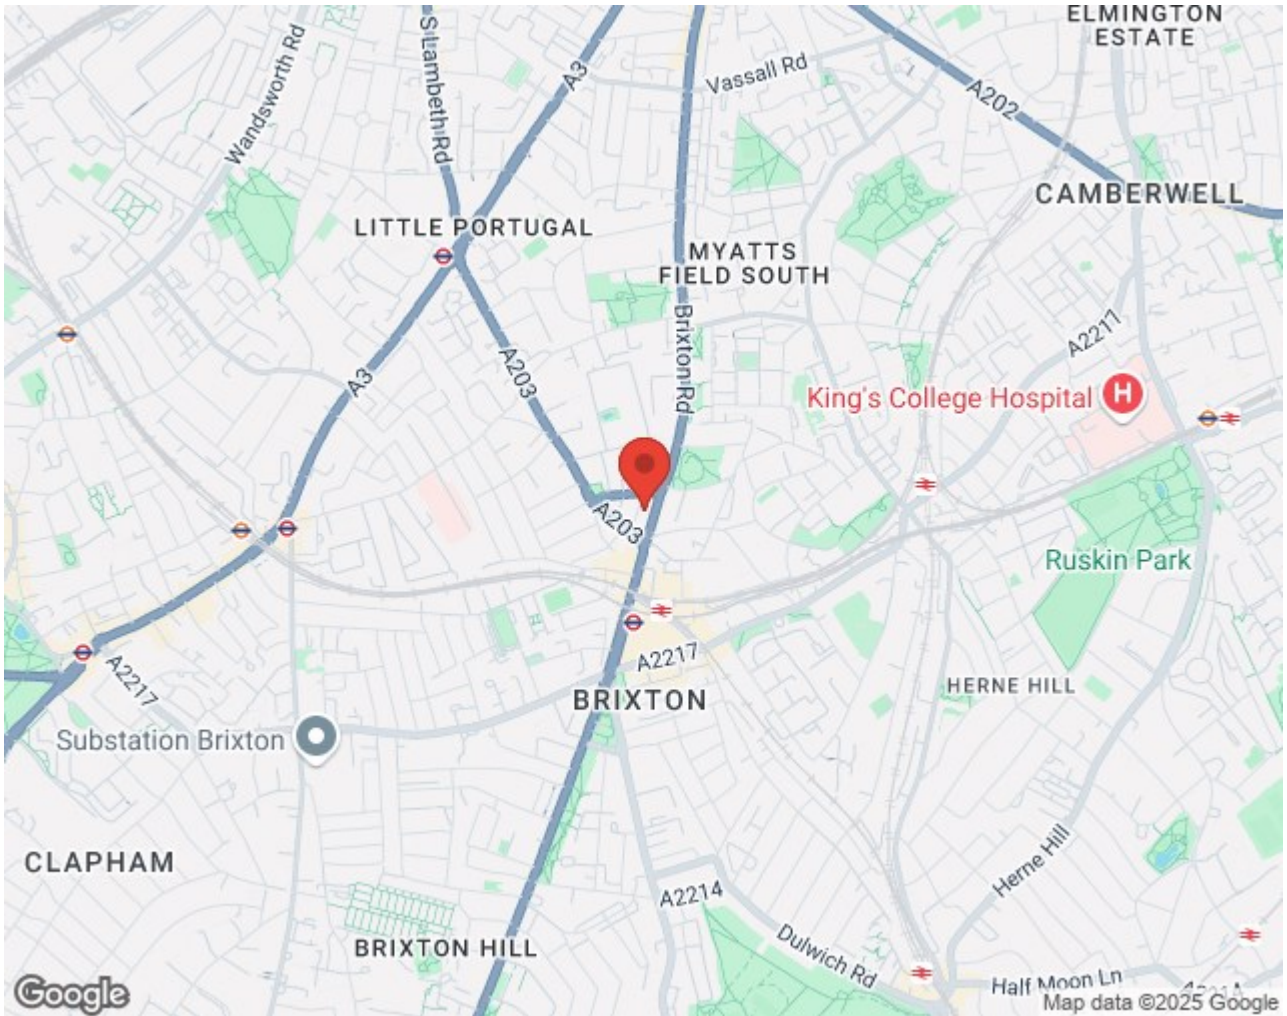 ELMINGTON
ESTATE
Wandsworth Rd
S Lambeth Rd
A3
Vassall Rd
A202
CAMBERWELL
LITTLE PORTUGAL
MYATTS
FIELD SOUTH
Brixton Rd
A2217
A3
A203
King's College Hospital
H
A203
Ruskin Park
A2217
A2217
HERNE HILL
BRIXTON
Substation Brixton
CLAPHAM
Herne Hill
A2214
BRIXTON HILL
Dulwich Rd
Half Moon Ln
Google
Map data ©2025 Google